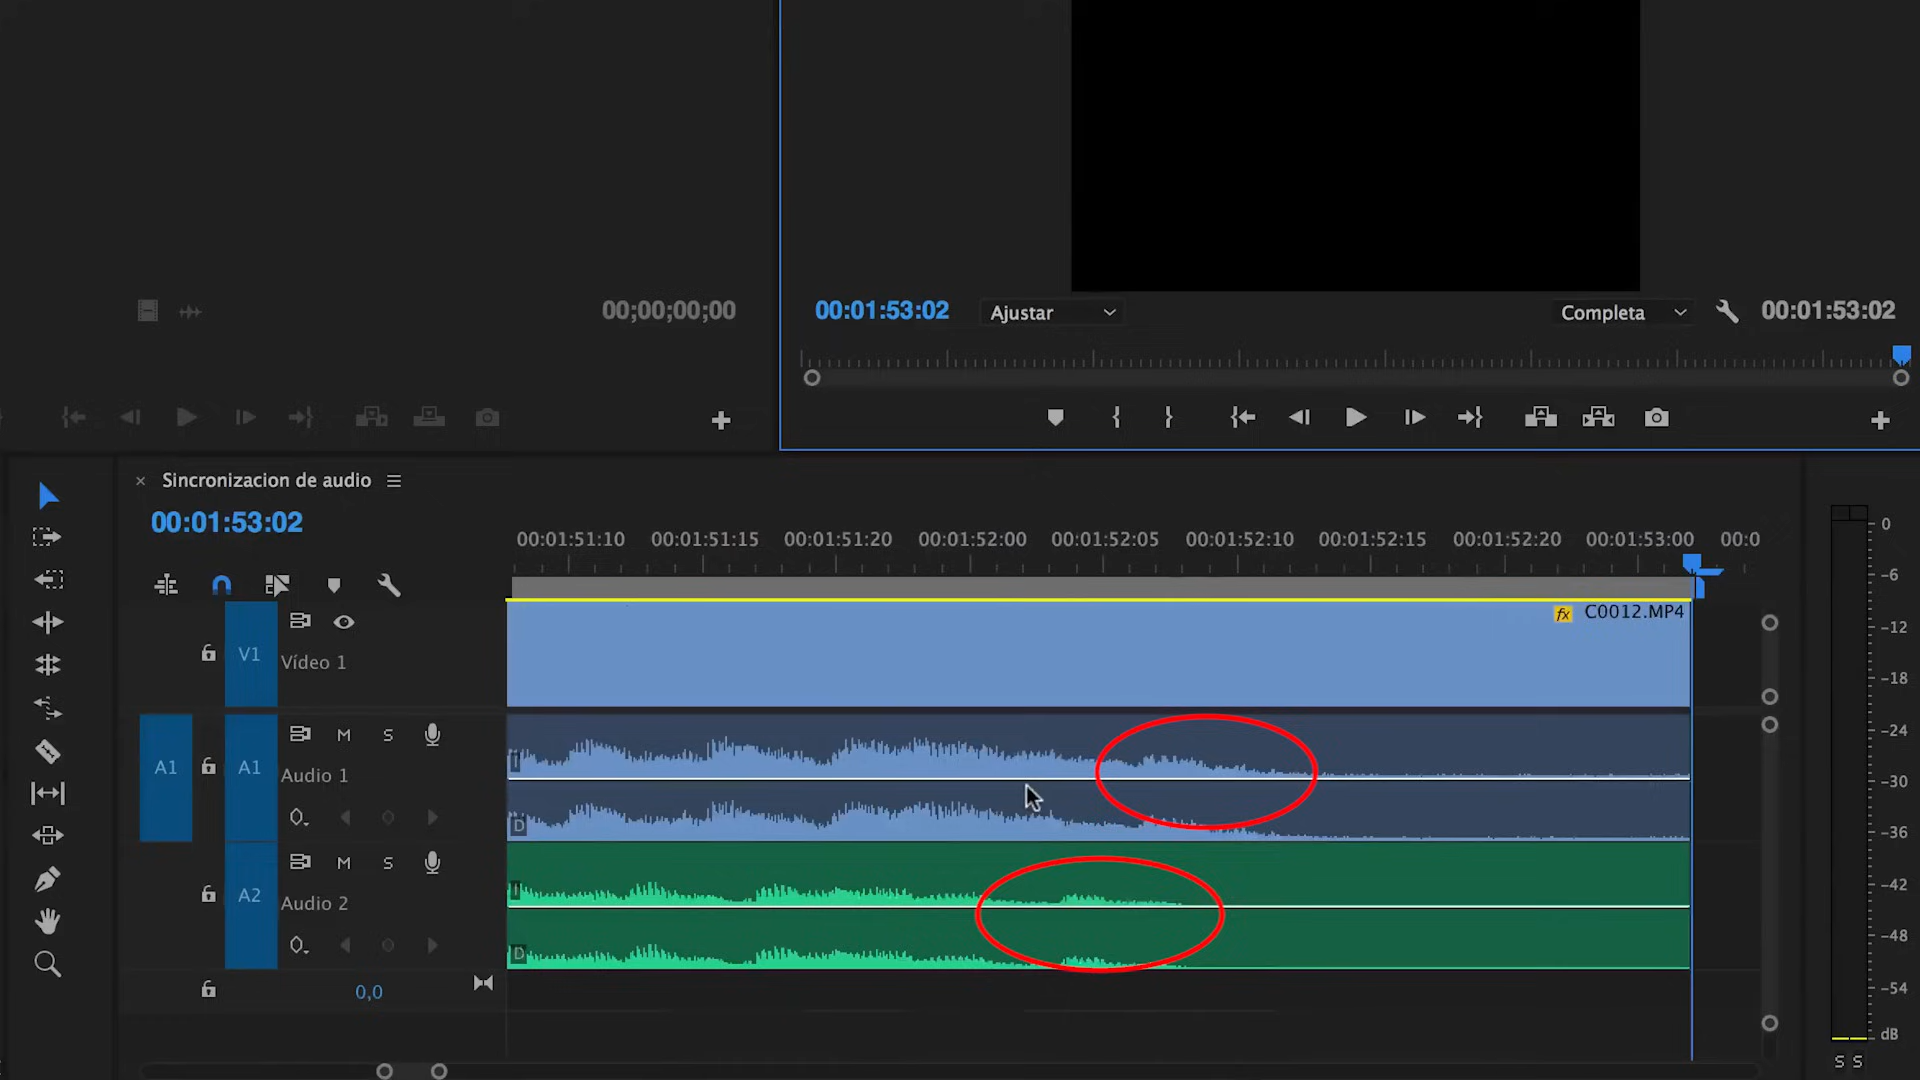 00;00;00;00
00:01:53:02
Ajustar
Completa
00:01:53:02
Sincronizacion de audio
00:01:53:02
00:01:51:10 00:01:51:15 00:01:51:20 00:01:52:00 00:01:52:05 00:01:52:10 00:01:52:15 00:01:52:20 00:01:53:00 00:0
fx C0012.MP4
V1
Vídeo 1
A1 A1 M S
Audio 1
I
D
A2 M S
Audio 2
I
D
0,0
0
-6
-12
-18
-24
-30
-36
-42
-48
-54
dB
S S